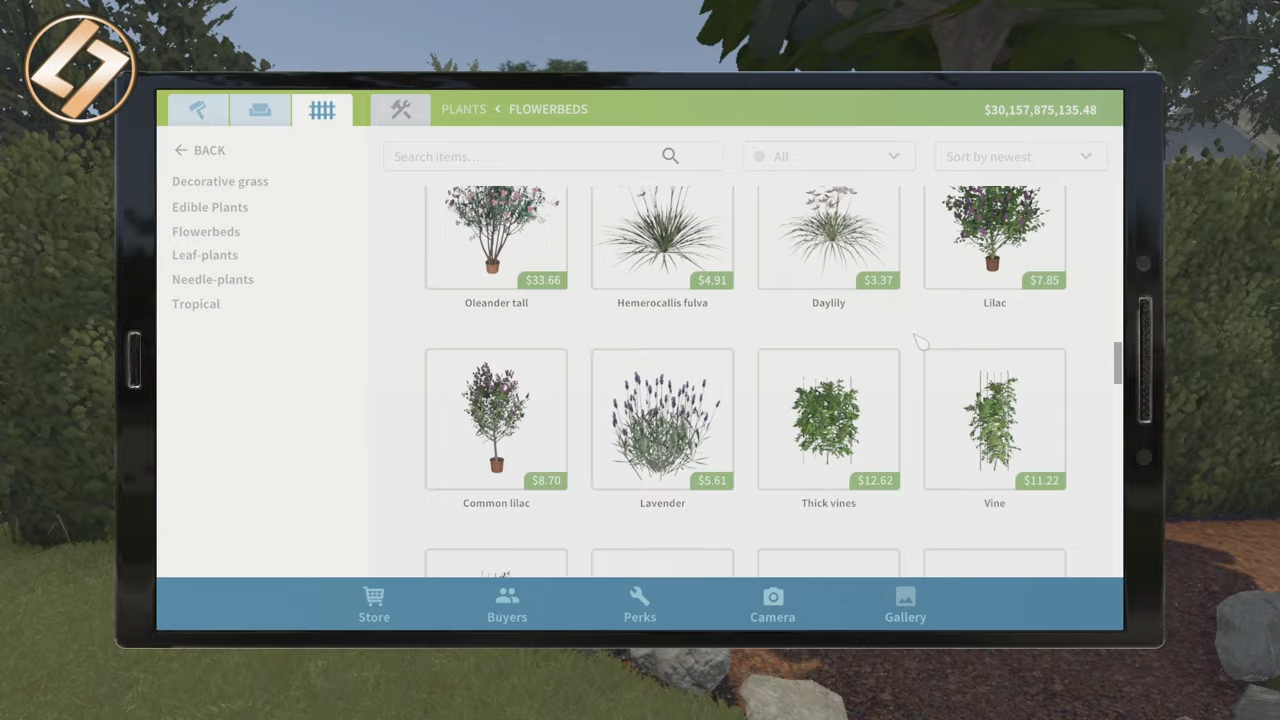 PLANTS < FLOWERBEDS
$30,157,875,135.48
BACK
Search items...
All
Sort by newest
Decorative grass
Edible Plants
Flowerbeds
Leaf-plants
Needle-plants
Tropical
$33.66
$4.91
$3.37
$7.85
Oleander tall
Hemerocallis fulva
Daylily
Lilac
$8.70
$5.61
$12.62
$11.22
Common lilac
Lavender
Thick vines
Vine
Store
Buyers
Perks
Camera
Gallery